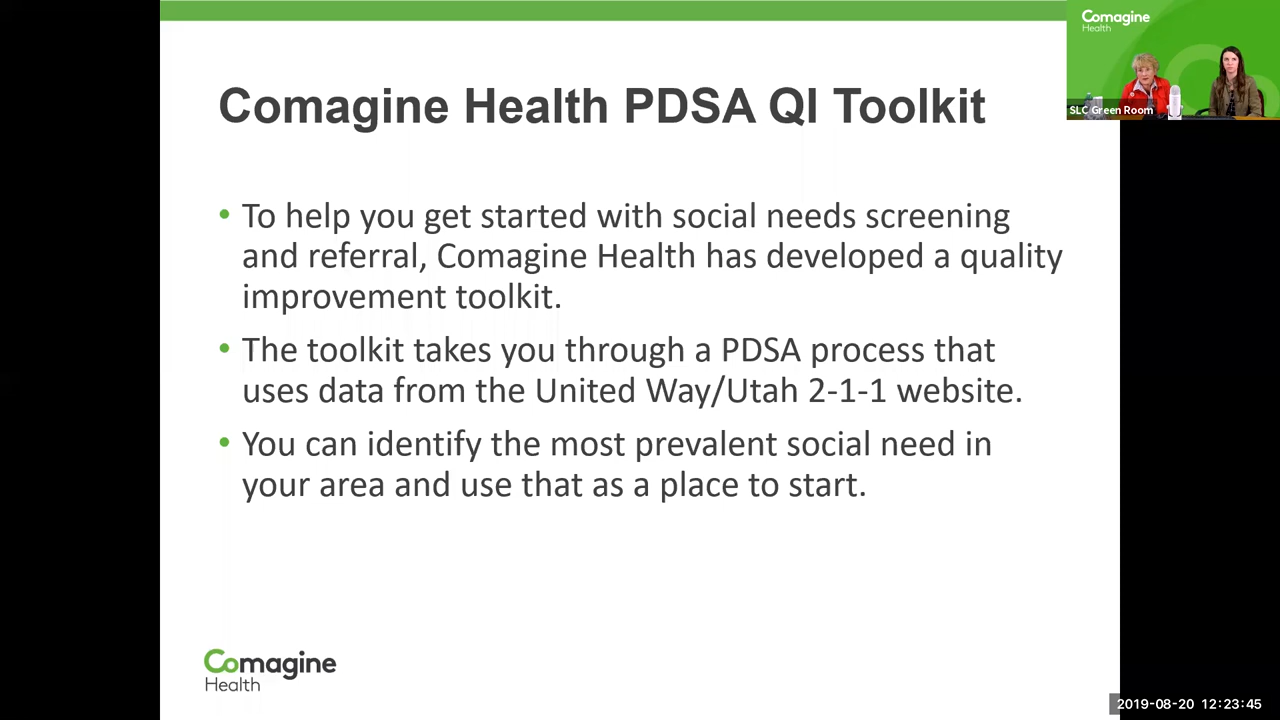 Comagine
Health
SLC Green Room
Comagine Health PDSA QI Toolkit
• To help you get started with social needs screening
and referral, Comagine Health has developed a quality
improvement toolkit.
• The toolkit takes you through a PDSA process that
uses data from the United Way/Utah 2-1-1 website.
• You can identify the most prevalent social need in
your area and use that as a place to start.
Comagine
Health
2019-08-20 12:23:45